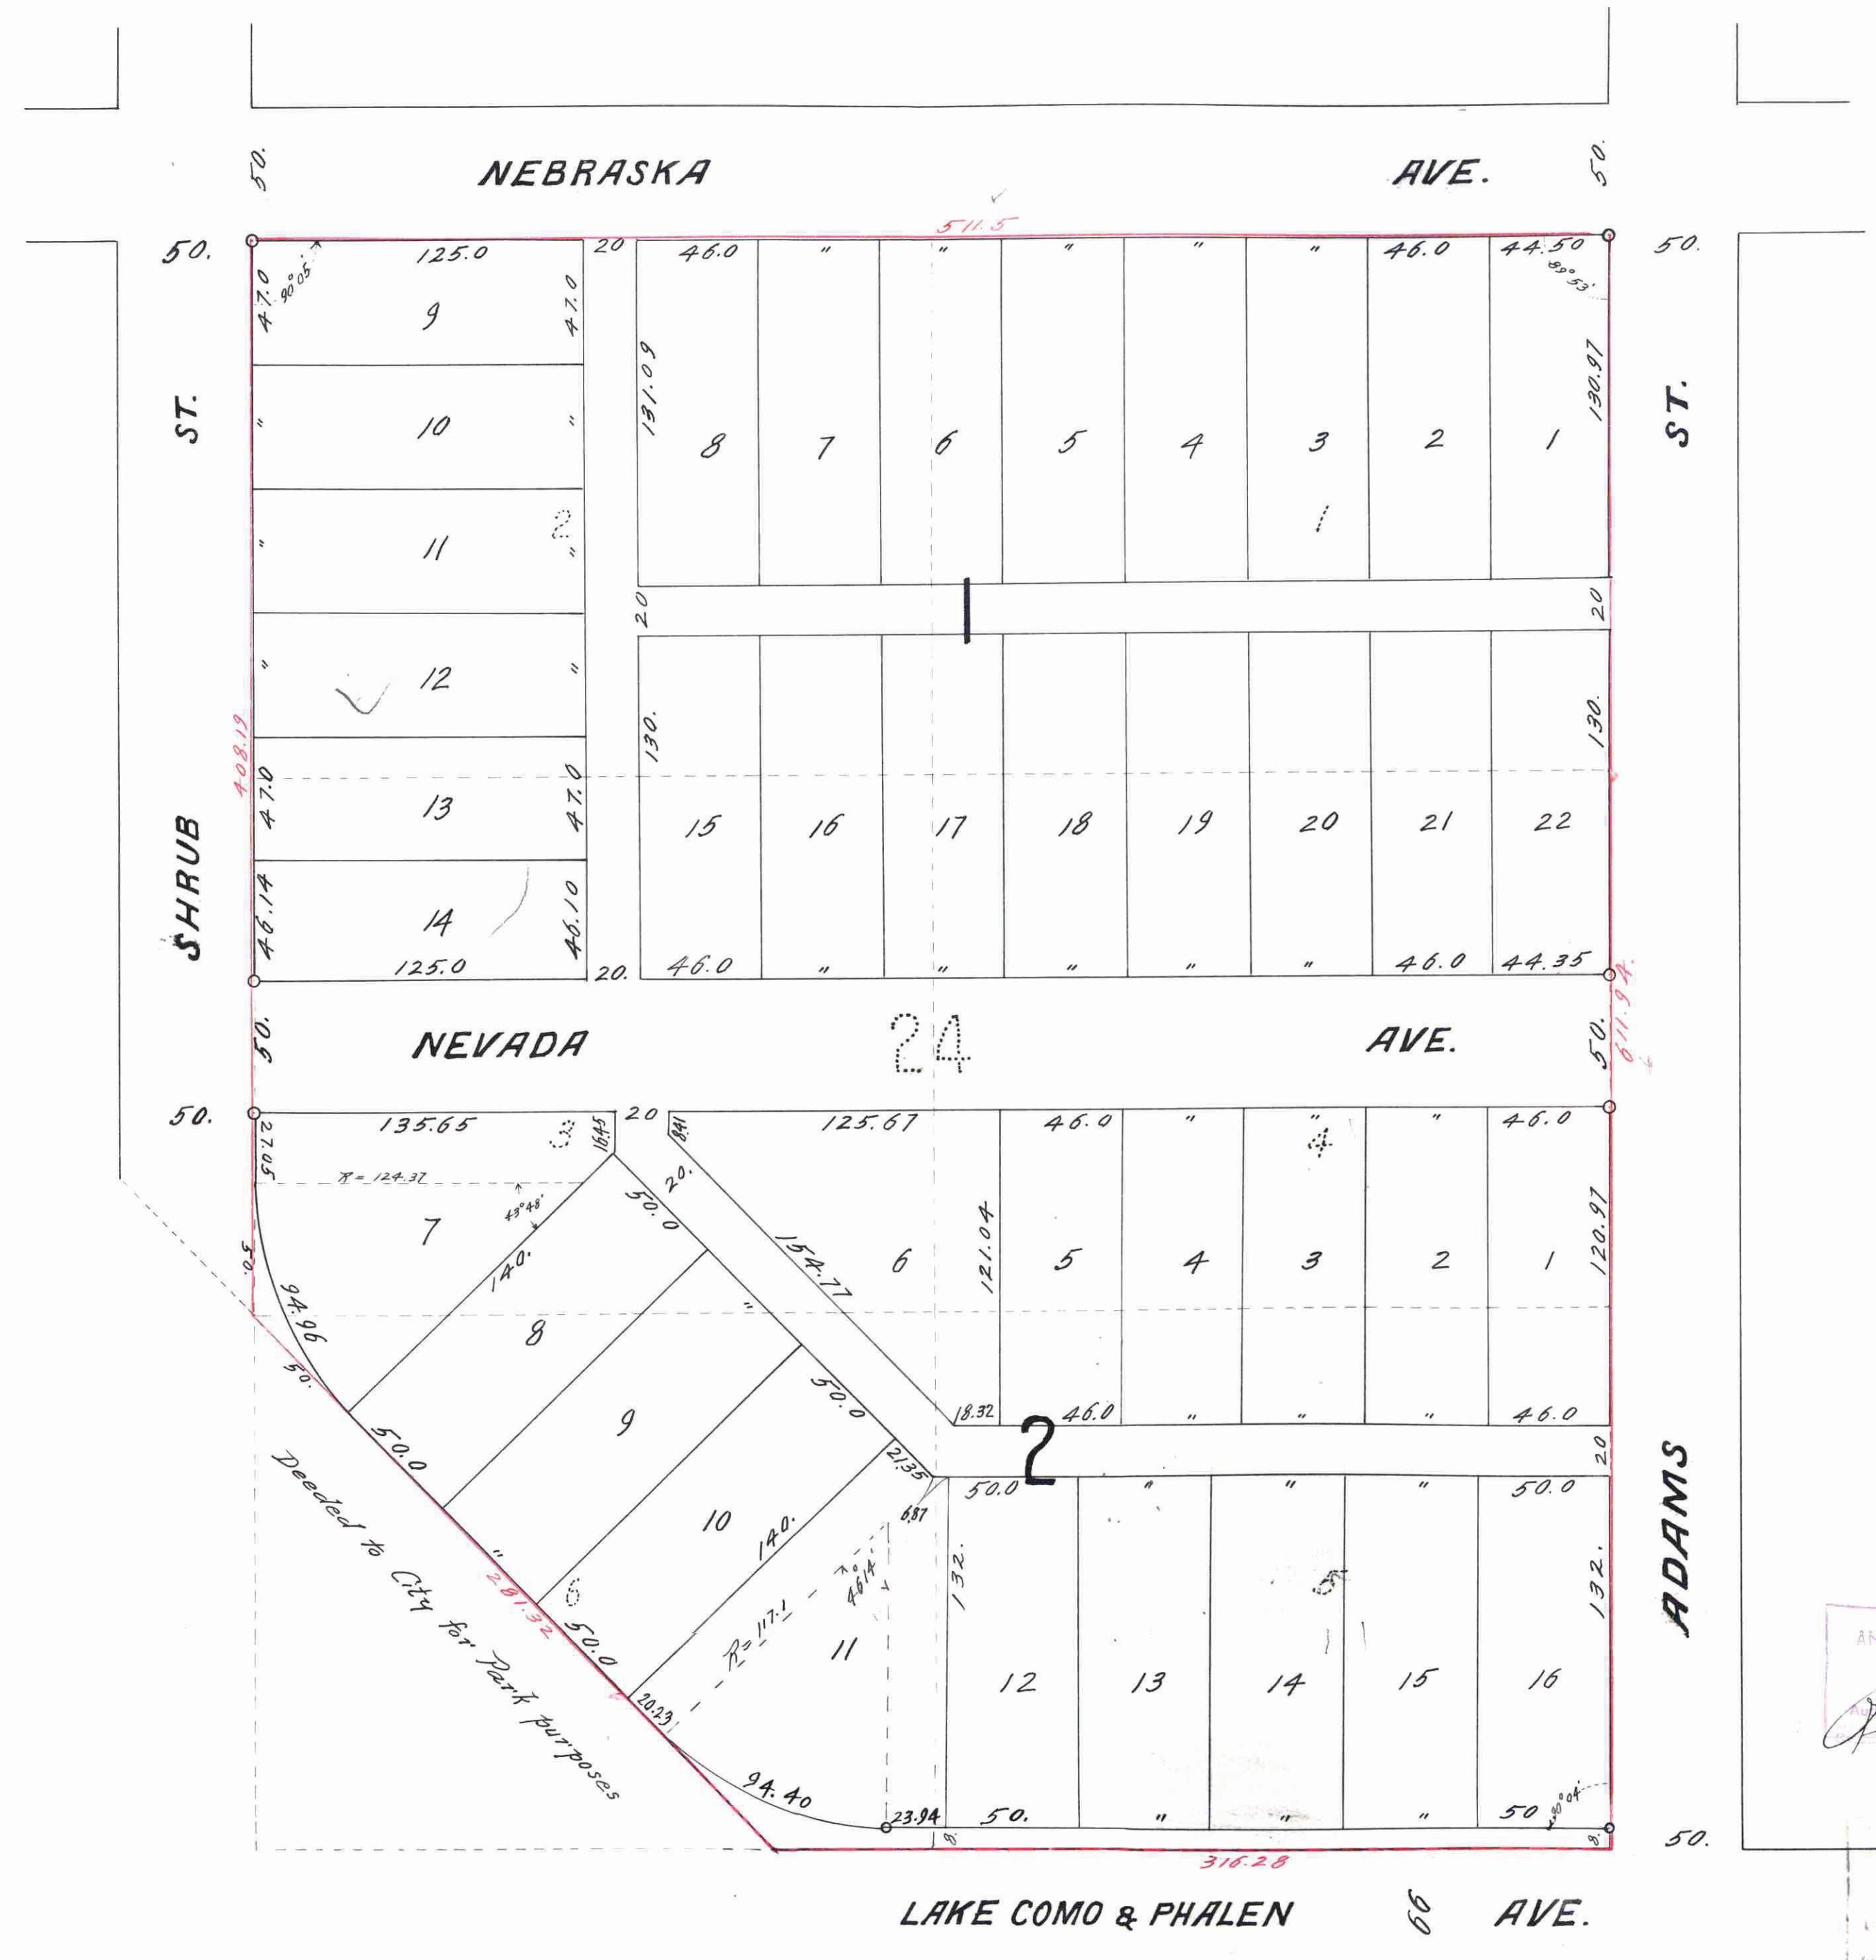 50.
NEBRASKA AVE.
50.
511.5
50.
125.0 20 46.0 " " " " " 46.0 44.50
50.
90°05'
89°53'
47.0 47.0
9
131.09
130.97
ST.
ST.
" 10 "
8 7 6 5 4 3 2 1
2
1
" 11 "
20
1
20
" 12 "
408.19
130.
130.
47.0 13 47.0
15 16 17 18 19 20 21 22
SHRUB
46.14 14 46.10
125.0 20. 46.0 " " " " " 46.0 44.35
611.94.
50.
NEVADA AVE.
24
50.
50.
135.65 20 125.67 46.0 " " " 46.0
27.05
3
16.45
8.41
4
R = 124.37
43°48'
20.
50.0
7
140.
154.77
6
121.04
5 4 3 2 1
120.97
50.
94.96
8
"
50.
50.0
18.32 46.0 " " " 46.0
9
2
50.0
21.35
20
50.0 " " " 50.0
6.87
Deeded to City for Park purposes
"
281.32
10
140.
6
50.0
R = 117.1
46°14'
132.
5
132.
ADAMS
11
12 13 14 15 16
20.23
94.40
90°04'
23.94 50. " " " 50
8.
8.
50.
316.28
LAKE COMO & PHALEN 66 AVE.